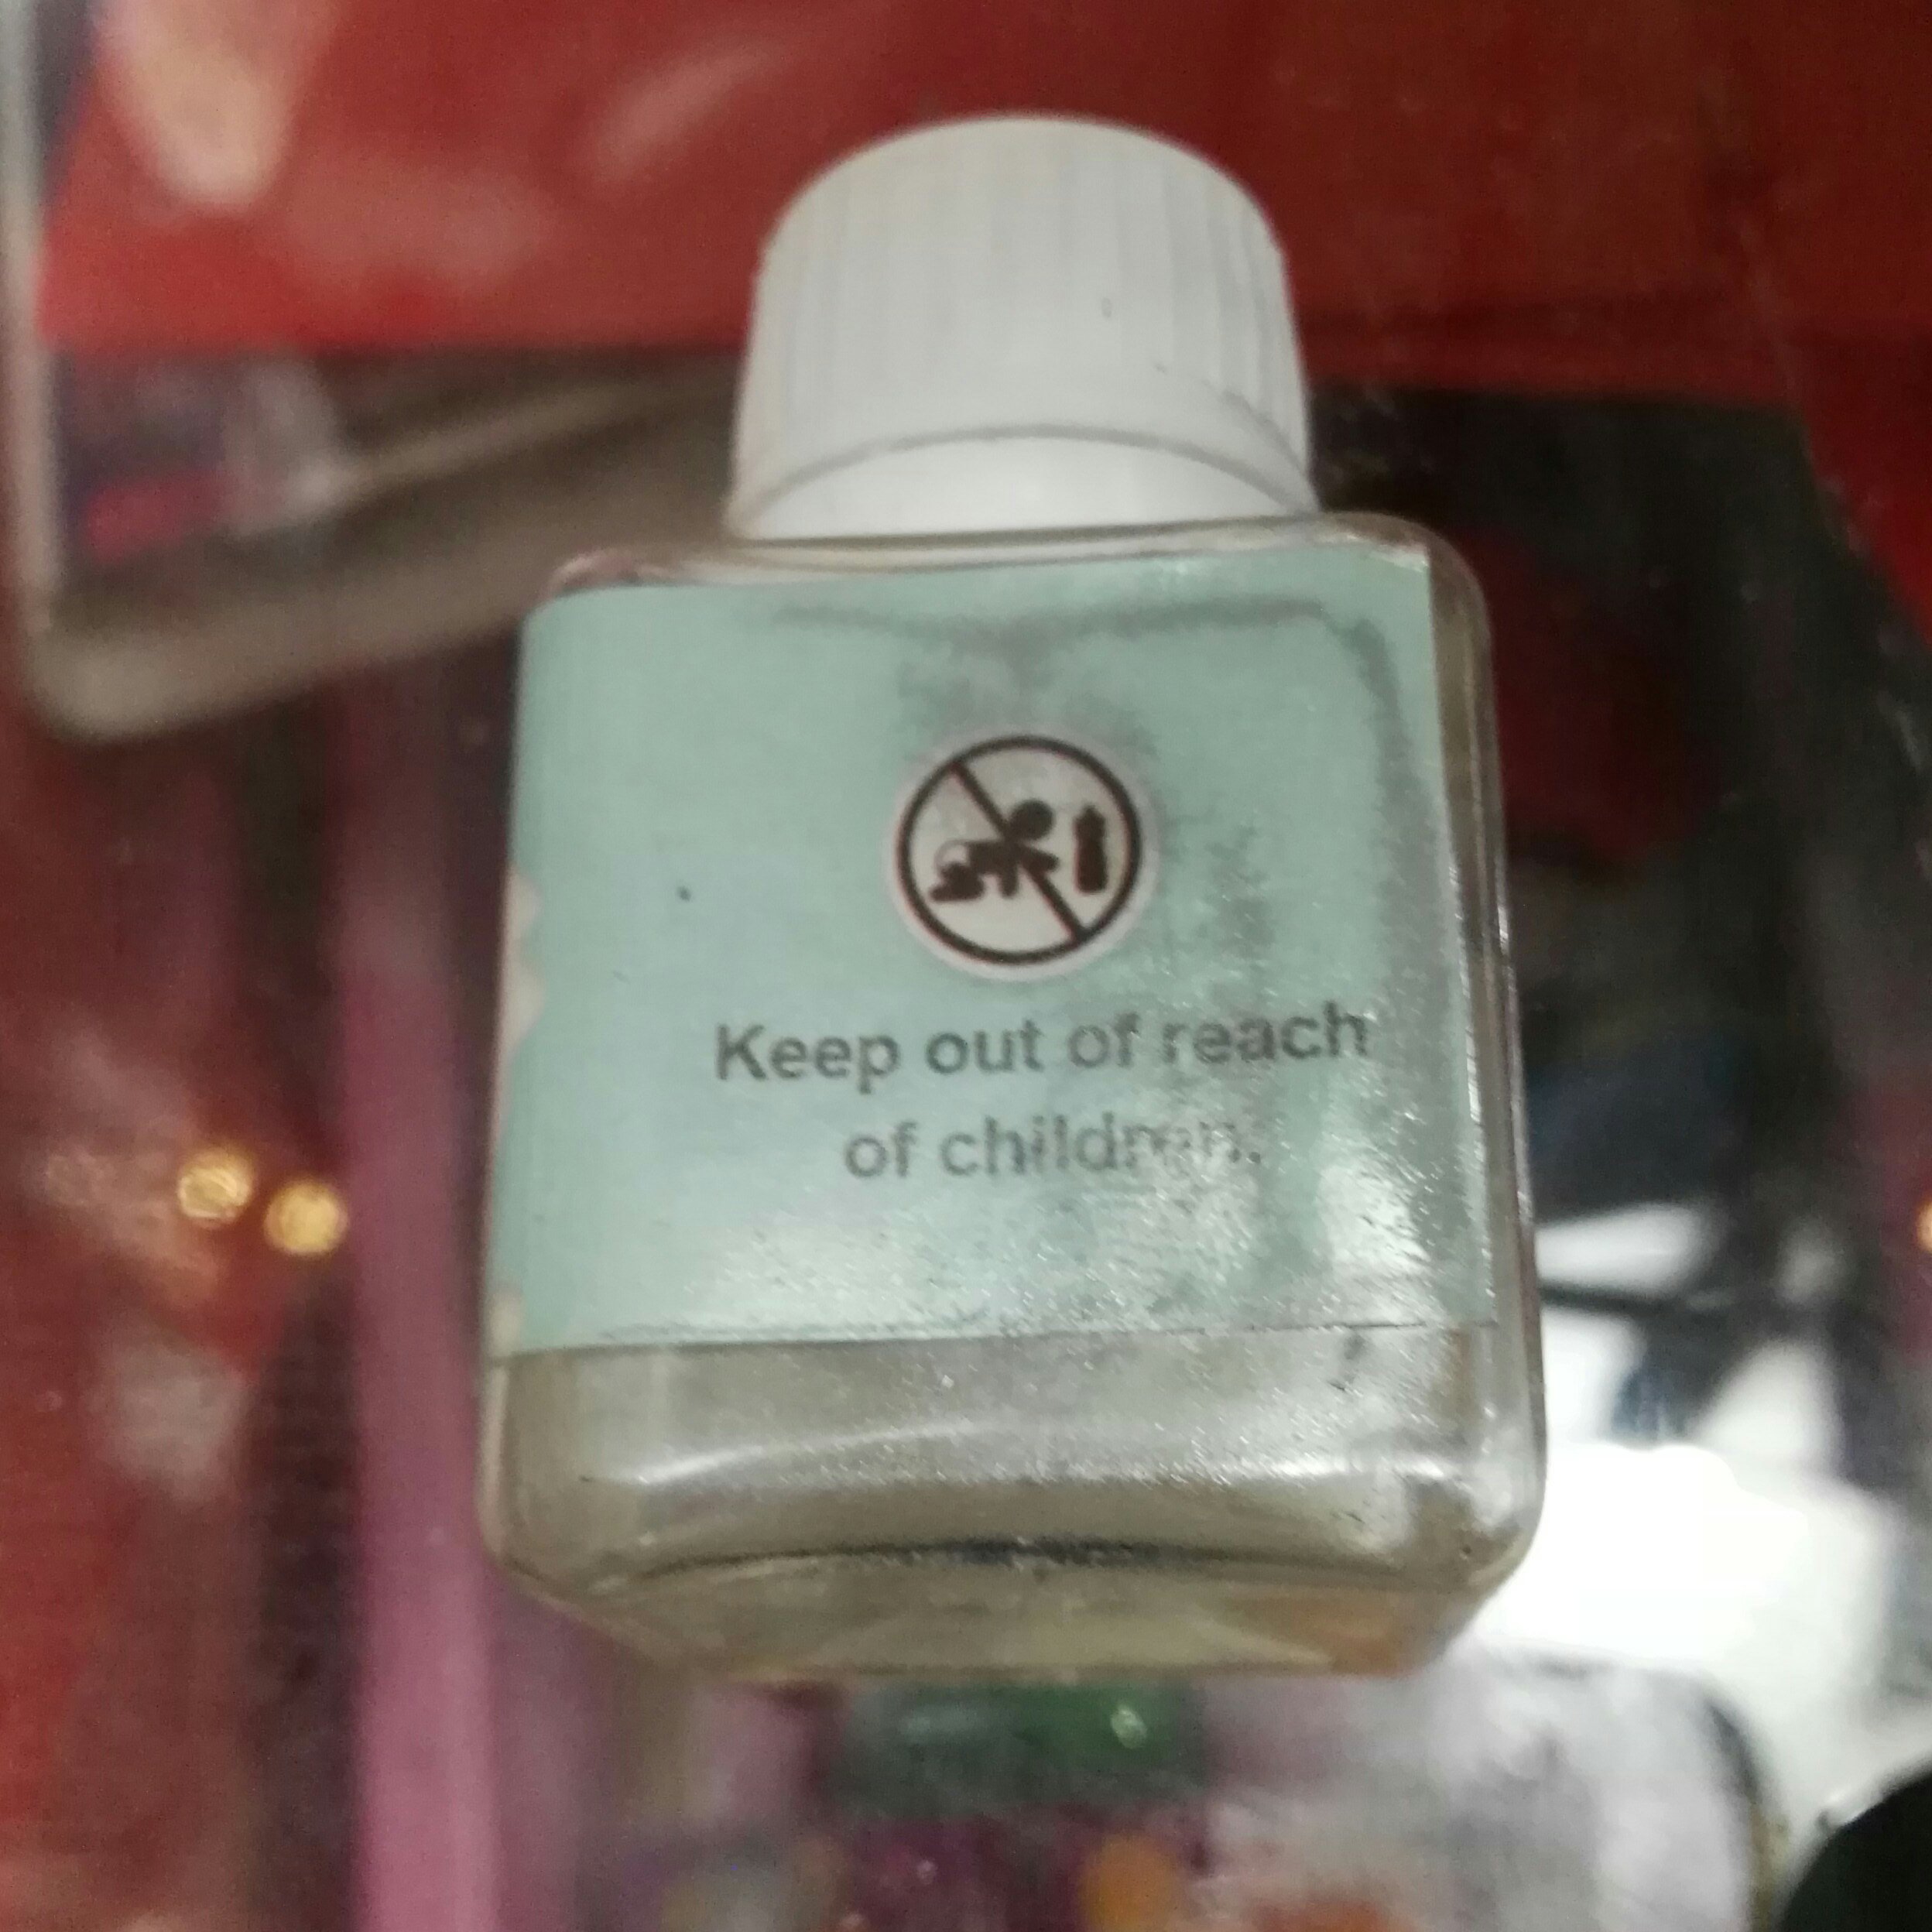 Keep out of reach
of children.